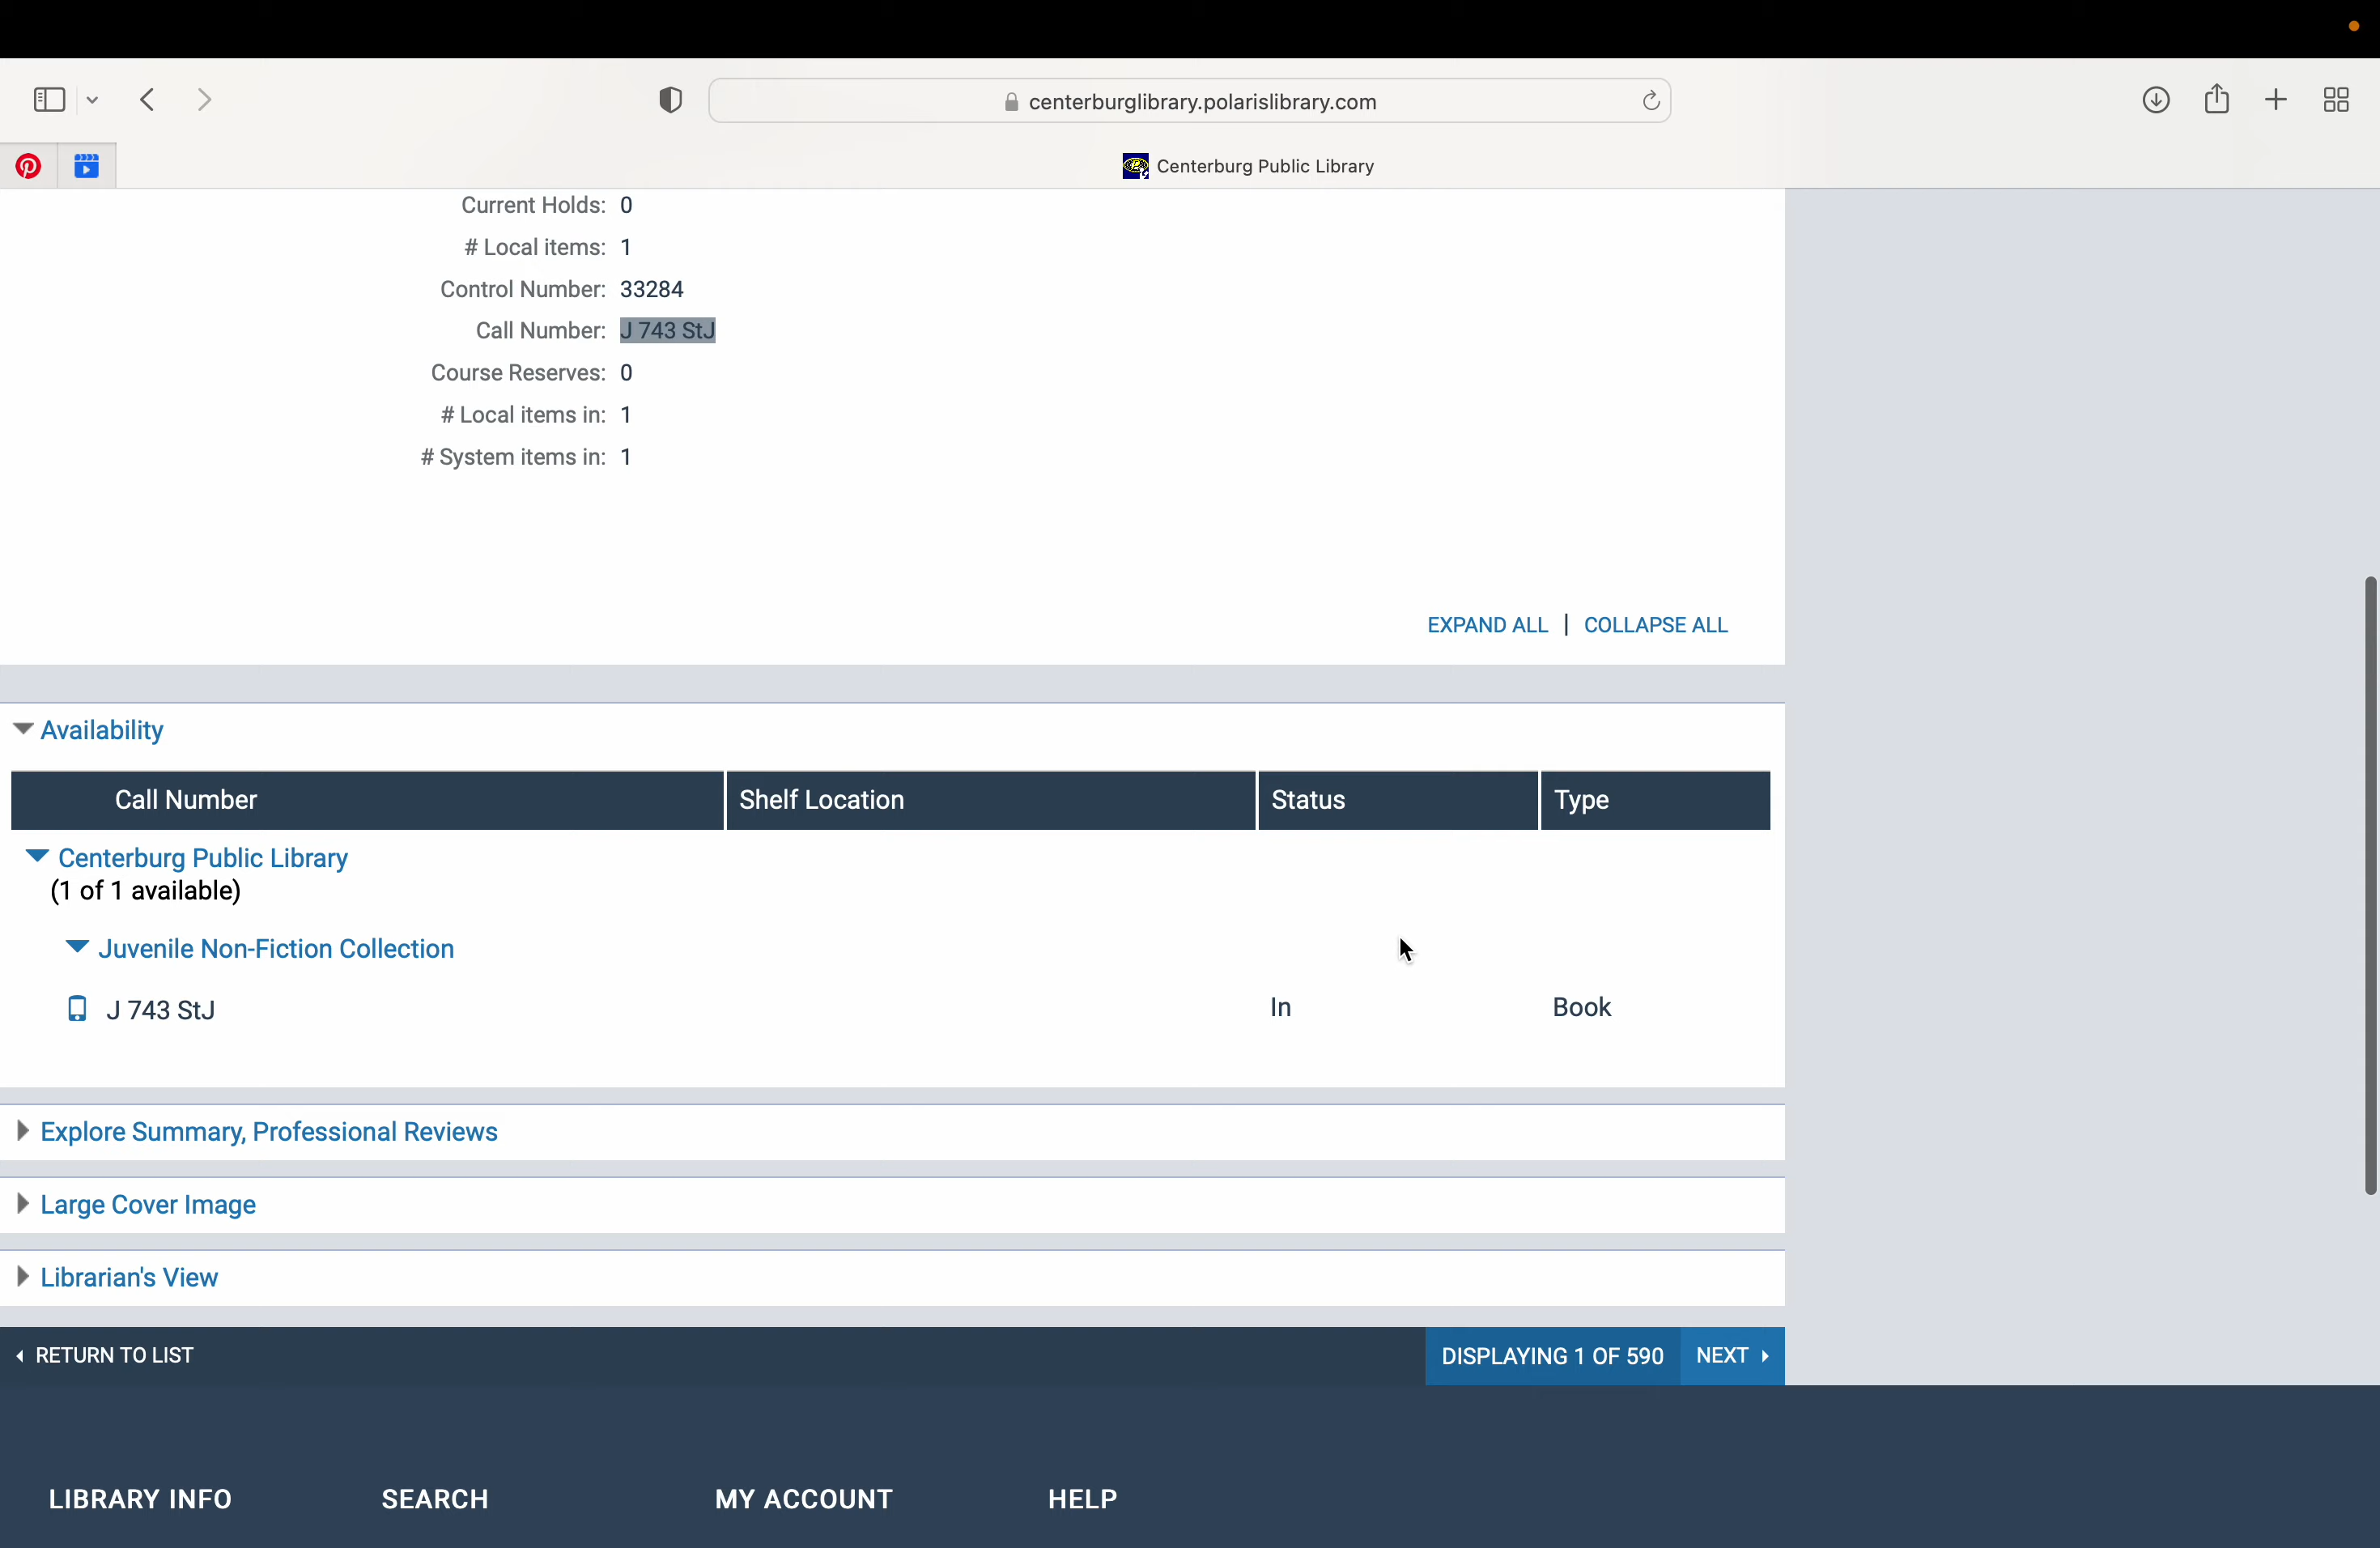 centerburglibrary.polarislibrary.com
Centerburg Public Library
Current Holds: 0
# Local items: 1
Control Number: 33284
Call Number: J 743 StJ
Course Reserves: 0
# Local items in: 1
# System items in: 1
EXPAND ALL | COLLAPSE ALL
Availability
Call Number Shelf Location Status Type
Centerburg Public Library
(1 of 1 available)
Juvenile Non-Fiction Collection
J 743 StJ In Book
Explore Summary, Professional Reviews
Large Cover Image
Librarian's View
RETURN TO LIST DISPLAYING 1 OF 590 NEXT
LIBRARY INFO SEARCH MY ACCOUNT HELP